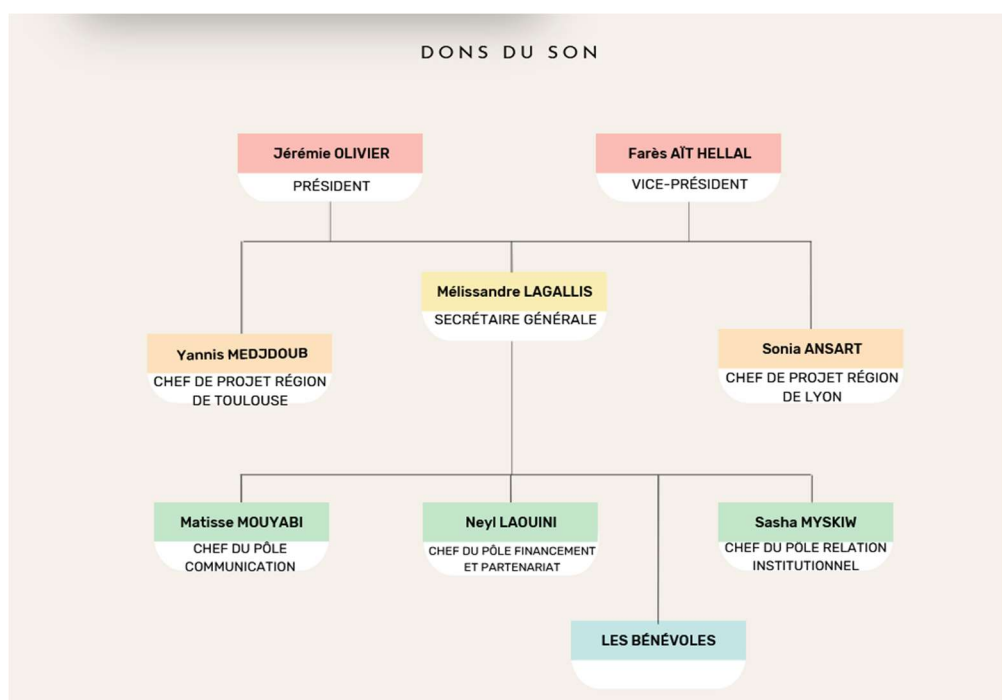 DONS DU SON
Jérémie OLIVIER
PRÉSIDENT
Farès AÏT HELLAL
VICE-PRÉSIDENT
Mélissandre LAGALLIS
SECRÉTAIRE GÉNÉRALE
Yannis MEDJDOUB
CHEF DE PROJET RÉGION
DE TOULOUSE
Sonia ANSART
CHEF DE PROJET RÉGION
DE LYON
Matisse MOUYABI
CHEF DU PÔLE
COMMUNICATION
Neyl LAOUINI
CHEF DU PÔLE FINANCEMENT
ET PARTENARIAT
Sasha MYSKIW
CHEF DU PÔLE RELATION
INSTITUTIONNEL
LES BÉNÉVOLES